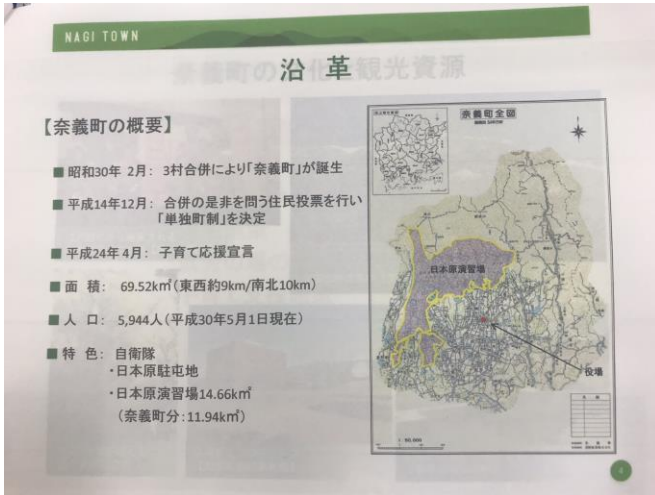 NAGI TOWN
沿革
【奈義町の概要】
■ 昭和30年 2月： 3村合併により「奈義町」が誕生
■ 平成14年12月： 合併の是非を問う住民投票を行い
「単独町制」を決定
■ 平成24年 4月： 子育て応援宣言
■ 面 積： 69.52k㎡（東西約9km/南北10km）
■ 人 口： 5,944人（平成30年5月1日現在）
■ 特 色： 自衛隊
・日本原駐屯地
・日本原演習場14.66k㎡
（奈義町分：11.94k㎡）
奈義町全図
日本原演習場
役場
4